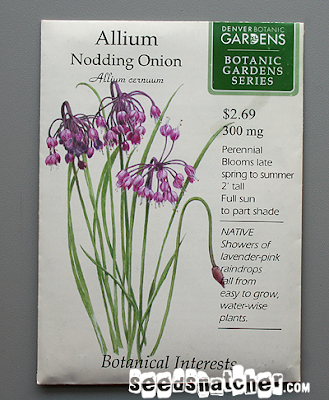 Allium
Nodding Onion
Allium cernuum
DENVER BOTANIC
GARDENS
BOTANIC
GARDENS
SERIES
$2.69
300 mg
Perennial
Blooms late
spring to summer
2' tall
Full sun
to part shade
NATIVE
Showers of
lavender-pink
raindrops
fall from
easy to grow,
water-wise
plants.
Botanical Interests
seedsnatcher.com